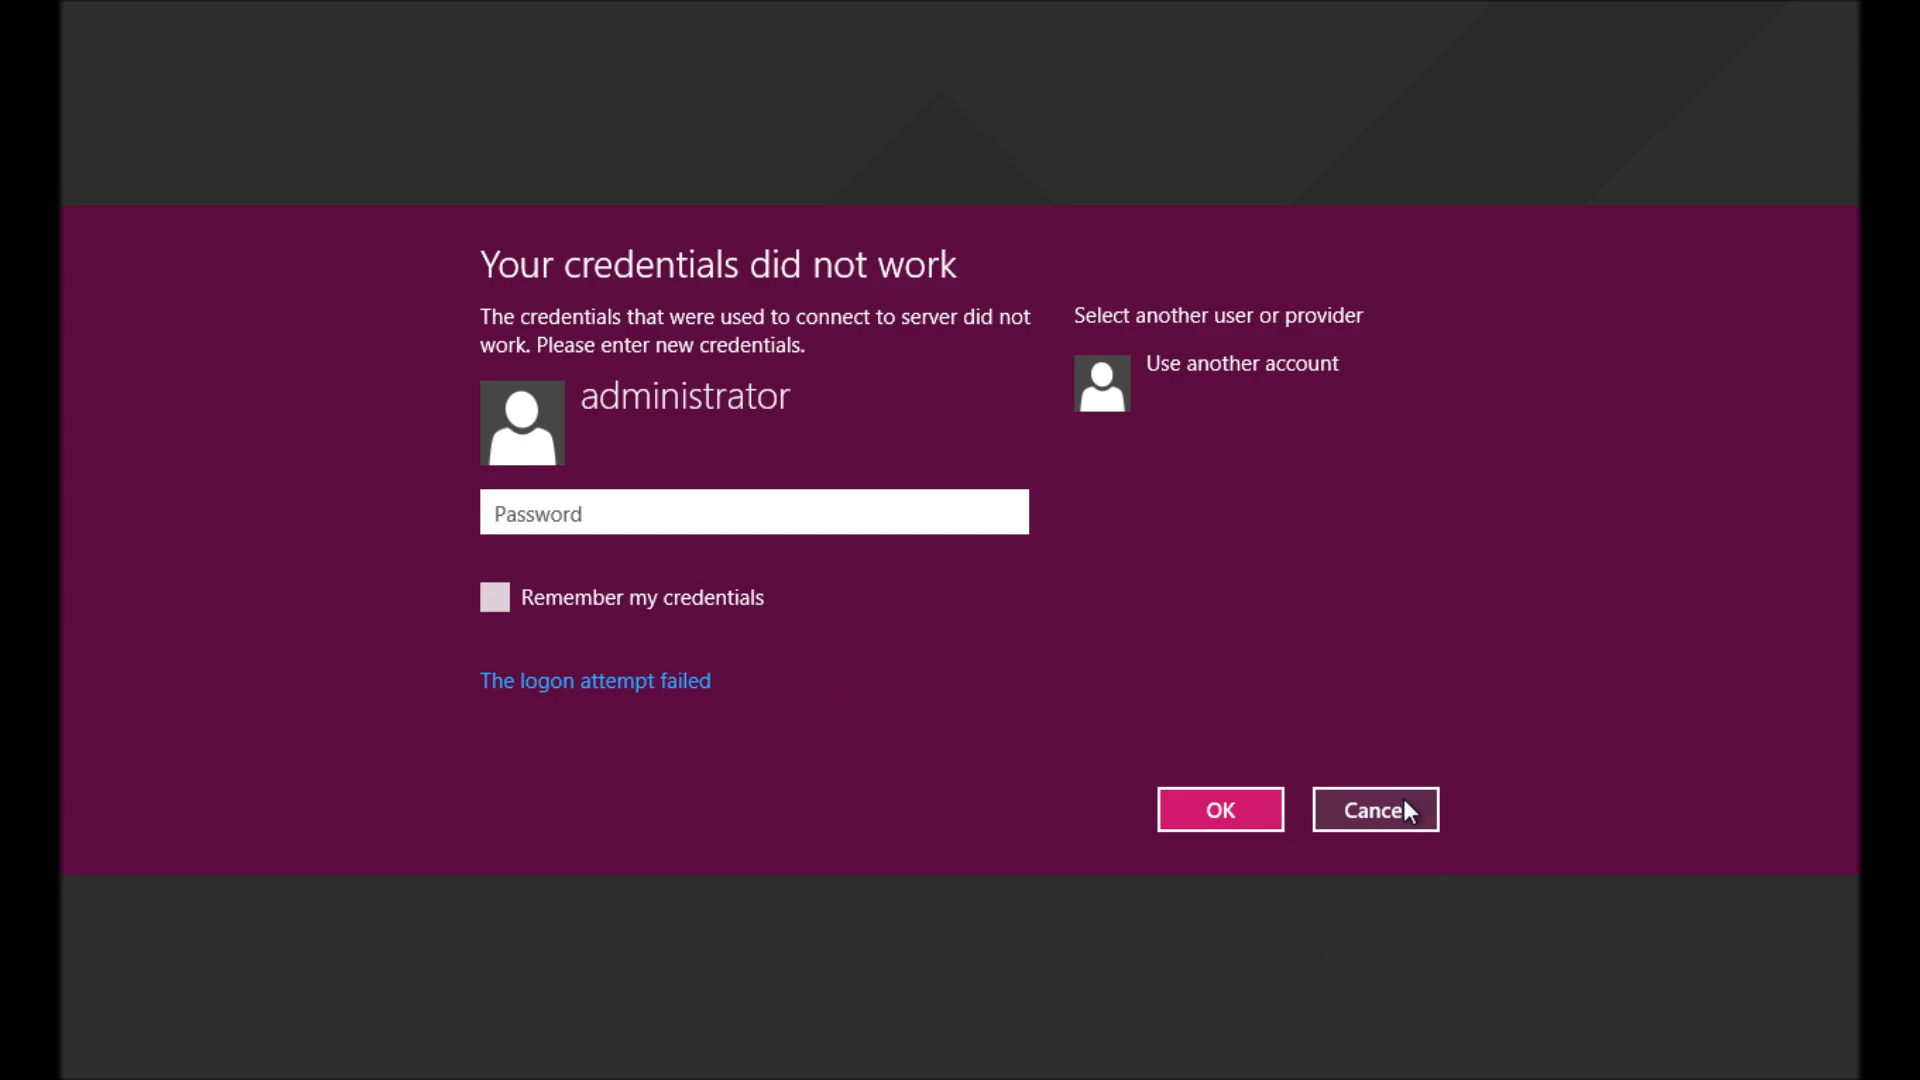 Your credentials did not work
The credentials that were used to connect to server did not
work. Please enter new credentials.
administrator
Password
Remember my credentials
The logon attempt failed
Select another user or provider
Use another account
OK
Cancel